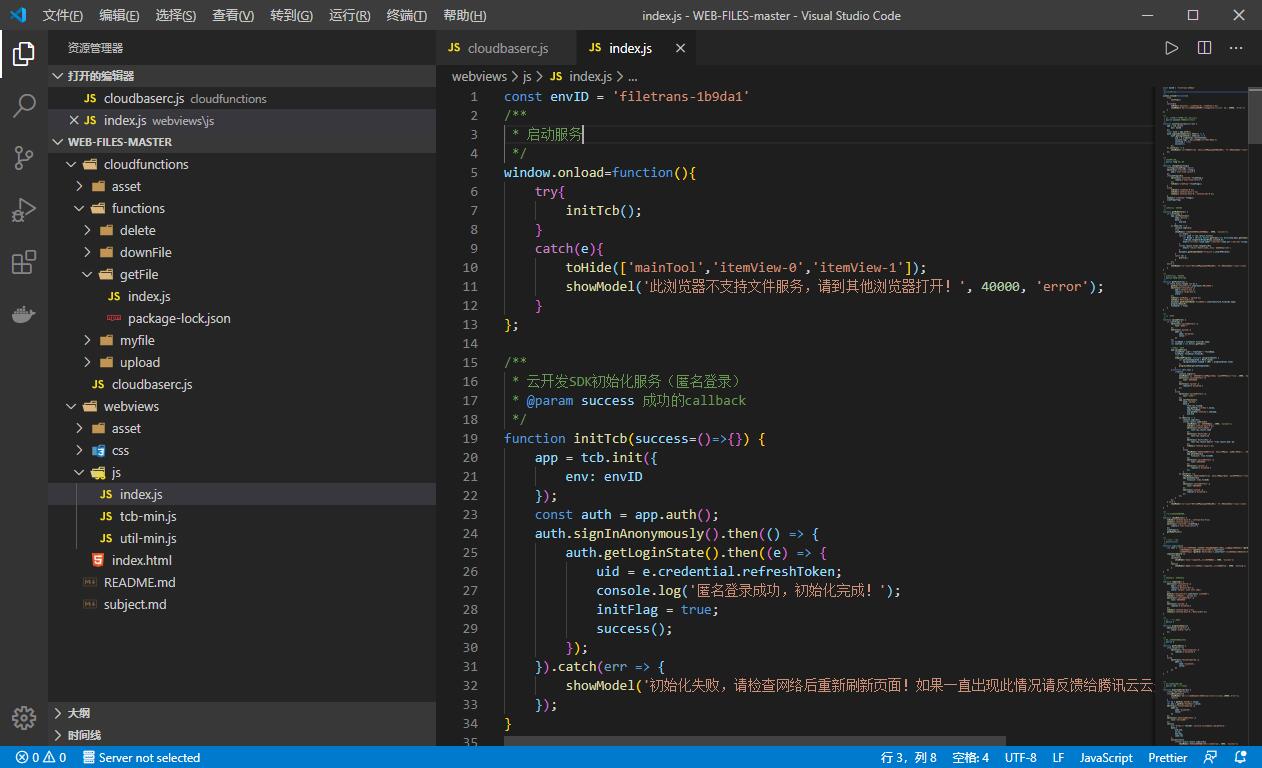 文件(F) 编辑(E) 选择(S) 查看(V) 转到(G) 运行(R) 终端(T) 帮助(H) index.js - WEB-FILES-master - Visual Studio Code
资源管理器
打开的编辑器
JS cloudbaserc.js cloudfunctions
JS index.js webviews\js
WEB-FILES-MASTER
cloudfunctions
asset
functions
delete
downFile
getFile
JS index.js
package-lock.json
myfile
upload
JS cloudbaserc.js
webviews
asset
css
js
JS index.js
JS tcb-min.js
JS util-min.js
index.html
README.md
subject.md
大纲
时间线
JS cloudbaserc.js JS index.js
webviews > js > JS index.js > ...
1 const envID = 'filetrans-1b9da1'
2 /**
3 * 启动服务
4 */
5 window.onload=function(){
6 try{
7 initTcb();
8 }
9 catch(e){
10 toHide(['mainTool','itemView-0','itemView-1']);
11 showModel('此浏览器不支持文件服务，请到其他浏览器打开！', 40000, 'error');
12 }
13 };
14
15 /**
16 * 云开发SDK初始化服务（匿名登录）
17 * @param success 成功的callback
18 */
19 function initTcb(success=()=>{}) {
20 app = tcb.init({
21 env: envID
22 });
23 const auth = app.auth();
24 auth.signInAnonymously().then(() => {
25 auth.getLoginState().then((e) => {
26 uid = e.credential.refreshToken;
27 console.log('匿名登录成功，初始化完成！');
28 initFlag = true;
29 success();
30 });
31 }).catch(err => {
32 showModel('初始化失败，请检查网络后重新刷新页面！如果一直出现此情况请反馈给腾讯云云
33 });
34 }
35
0 0 Server not selected 行 3，列 8 空格: 4 UTF-8 LF JavaScript Prettier